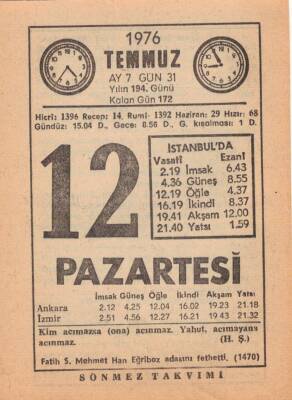 1976
TEMMUZ
AY 7 GÜN 31
Yılın 194. Günü
Kalan Gün 172
Hicrî: 1396 Recep: 14, Rumî- 1392 Haziran: 29 Hızır: 68
Gündüz: 15.04 D., Gece: 8.56 D., G. kısalması: 1 D.
12
İSTANBUL'DA
Vasatî Ezanî
2.19 İmsak 6.43
4.36 Güneş 8.55
12.19 Öğle 4.37
16.19 İkindi 8.37
19.41 Akşam 12.00
21.40 Yatsı 1.59
PAZARTESİ
İmsak Güneş Öğle İkindi Akşam Yatsı
Ankara 2.12 4.25 12.04 16.02 19.23 21.18
İzmir 2.51 4.56 12.27 16.21 19.43 21.32
Kim acımazsa (ona) acınmaz. Yahut, acımayana
acınmaz. (H. Ş.)
Fatih S. Mehmet Han Eğriboz adasını fethetti. (1470)
SÖNMEZ TAKVİMİ